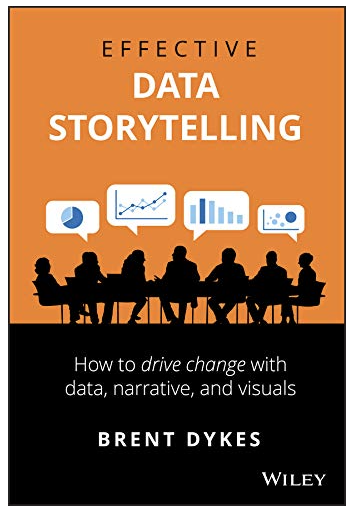 EFFECTIVE
DATA
STORYTELLING
How to drive change with
data, narrative, and visuals
BRENT DYKES
WILEY